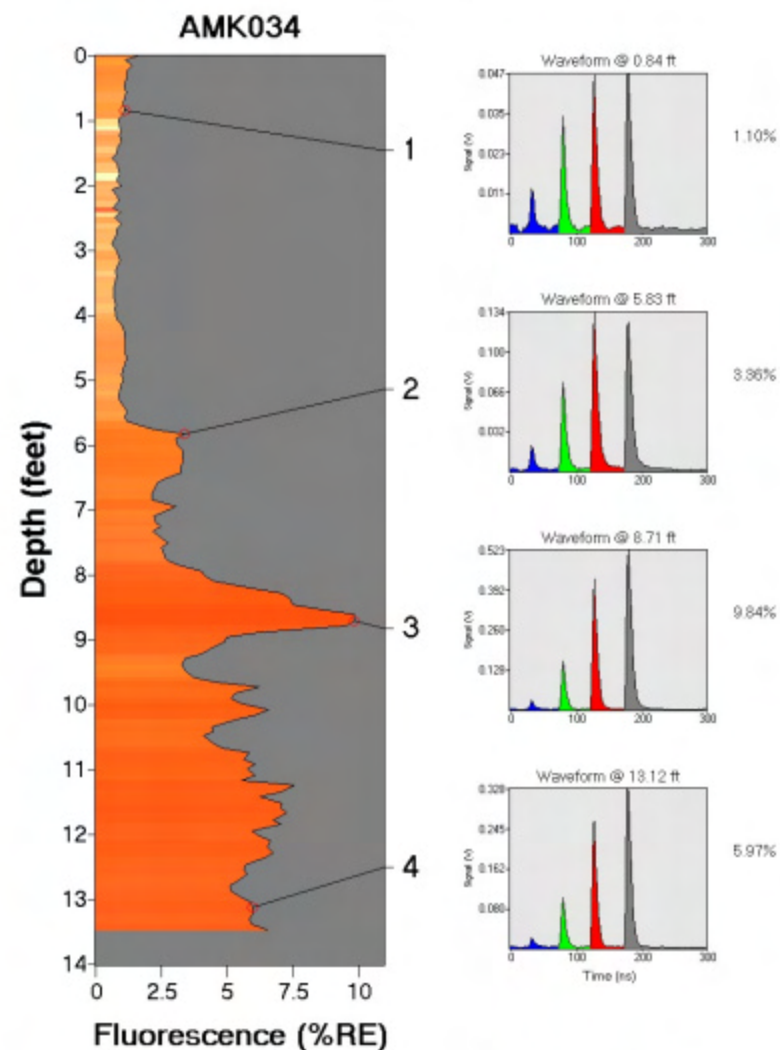 AMK034
0
1
2
3
4
5
6
7
8
9
10
11
12
13
14
Depth (feet)
0 2.5 5 7.5 10
Fluorescence (%RE)
1
2
3
4
Waveform @ 0.84 ft
0.047
0.035
0.023
0.011
Signal (V)
0 100 200 300
1.10%
Waveform @ 5.83 ft
0.134
0.100
0.066
0.032
Signal (V)
0 100 200 300
3.36%
Waveform @ 8.71 ft
0.523
0.392
0.260
0.128
Signal (V)
0 100 200 300
9.84%
Waveform @ 13.12 ft
0.328
0.245
0.162
0.080
Signal (V)
0 100 200 300
Time (ns)
5.97%